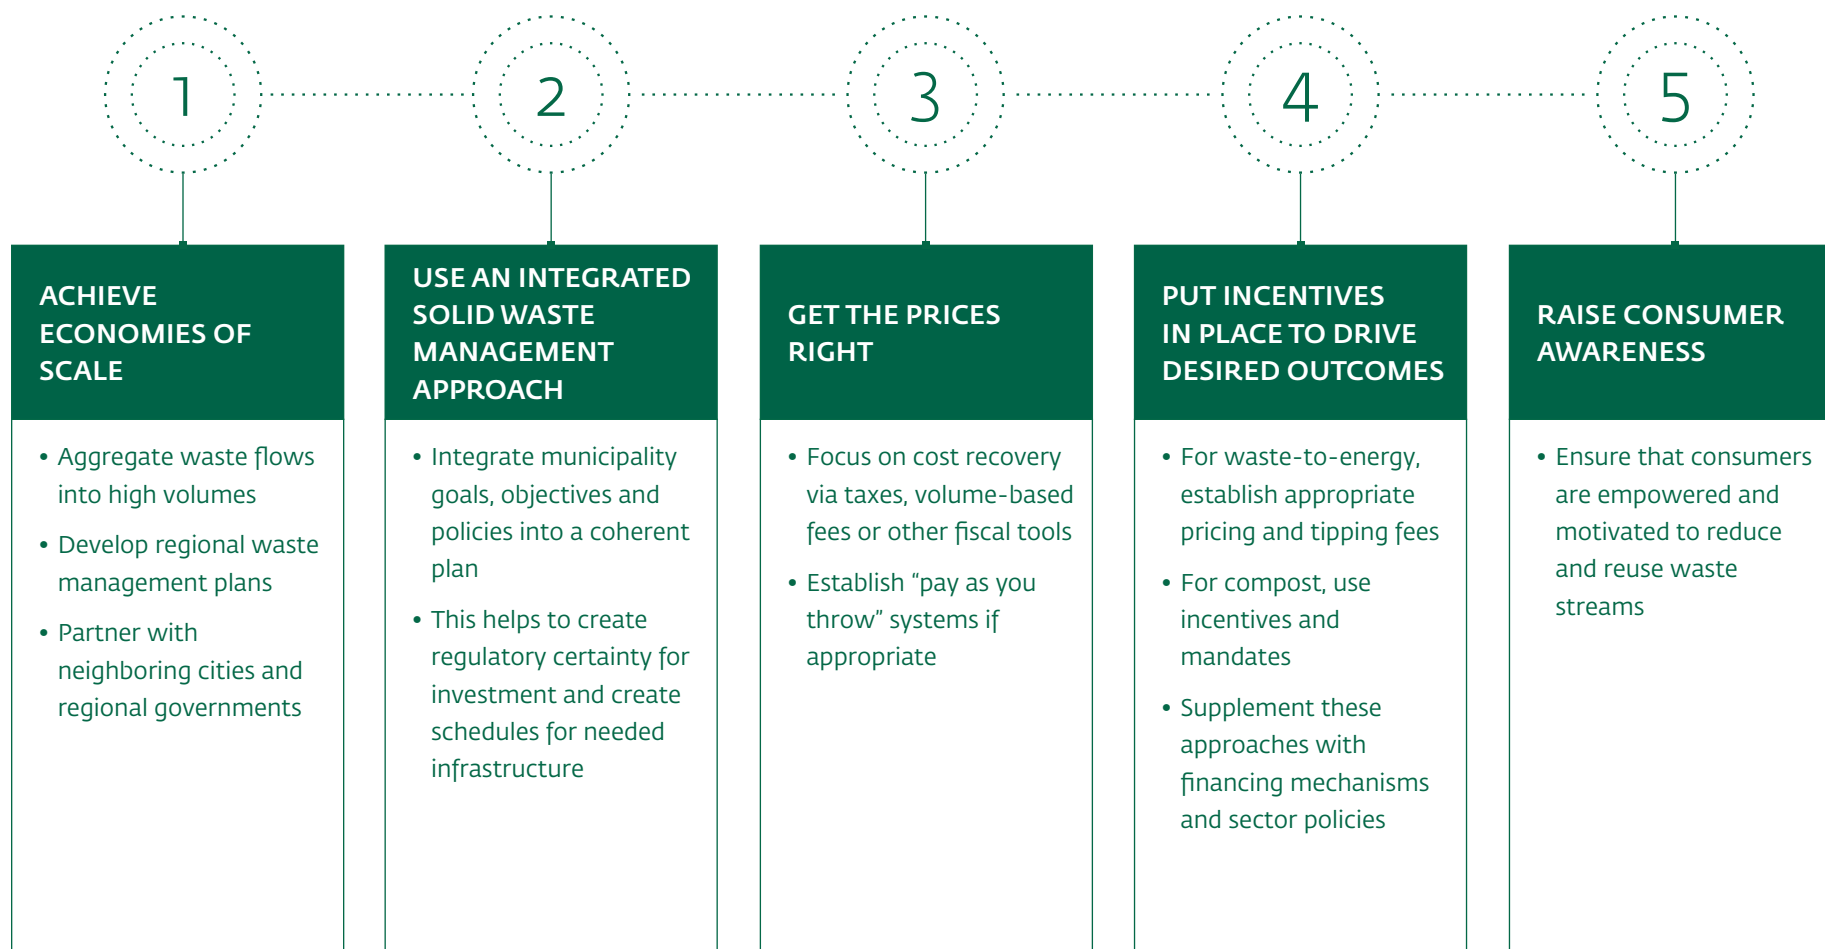 1
2
3
4
5
ACHIEVE
ECONOMIES OF
SCALE
• Aggregate waste flows
into high volumes
• Develop regional waste
management plans
• Partner with
neighboring cities and
regional governments
USE AN INTEGRATED
SOLID WASTE
MANAGEMENT
APPROACH
• Integrate municipality
goals, objectives and
policies into a coherent
plan
• This helps to create
regulatory certainty for
investment and create
schedules for needed
infrastructure
GET THE PRICES
RIGHT
• Focus on cost recovery
via taxes, volume-based
fees or other fiscal tools
• Establish “pay as you
throw” systems if
appropriate
PUT INCENTIVES
IN PLACE TO DRIVE
DESIRED OUTCOMES
• For waste-to-energy,
establish appropriate
pricing and tipping fees
• For compost, use
incentives and
mandates
• Supplement these
approaches with
financing mechanisms
and sector policies
RAISE CONSUMER
AWARENESS
• Ensure that consumers
are empowered and
motivated to reduce
and reuse waste
streams